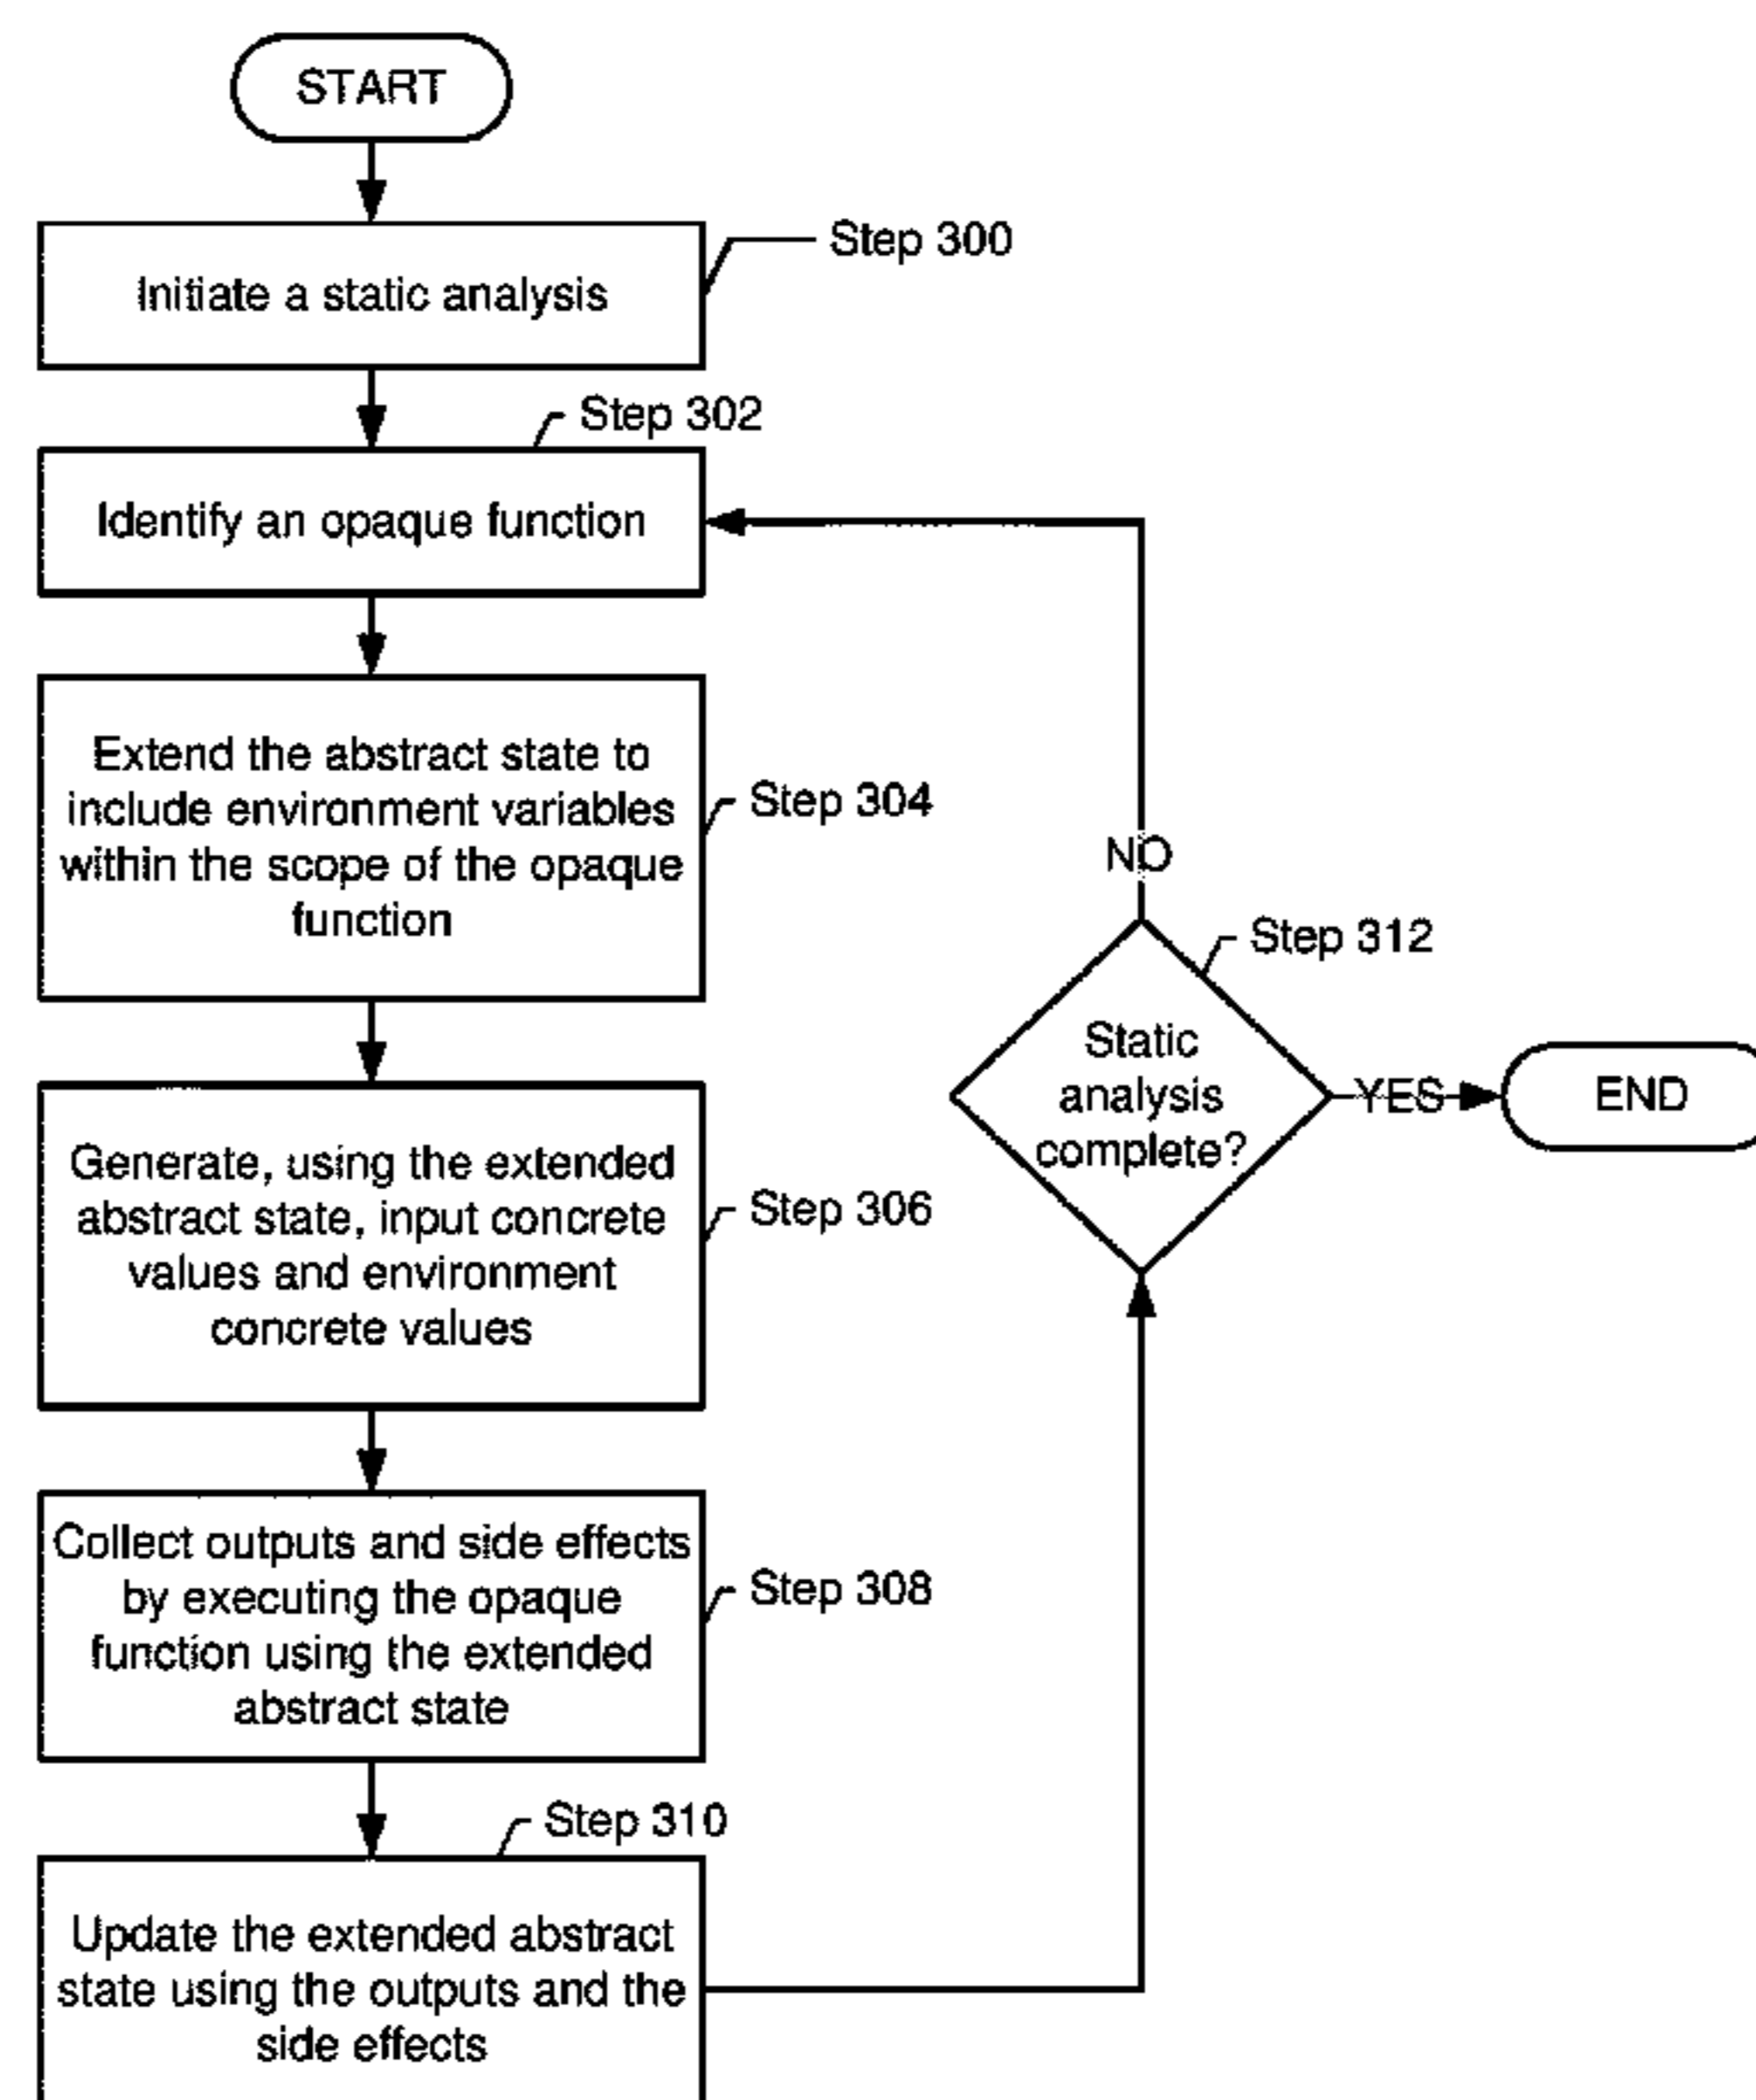 START
Step 300
Initiate a static analysis
Step 302
Identify an opaque function
Extend the abstract state to
include environment variables
within the scope of the opaque
function
Step 304
Generate, using the extended
abstract state, input concrete
values and environment
concrete values
Step 306
Collect outputs and side effects
by executing the opaque
function using the extended
abstract state
Step 308
Step 310
Update the extended abstract
state using the outputs and the
side effects
NO
Step 312
Static
analysis
complete?
YES
END